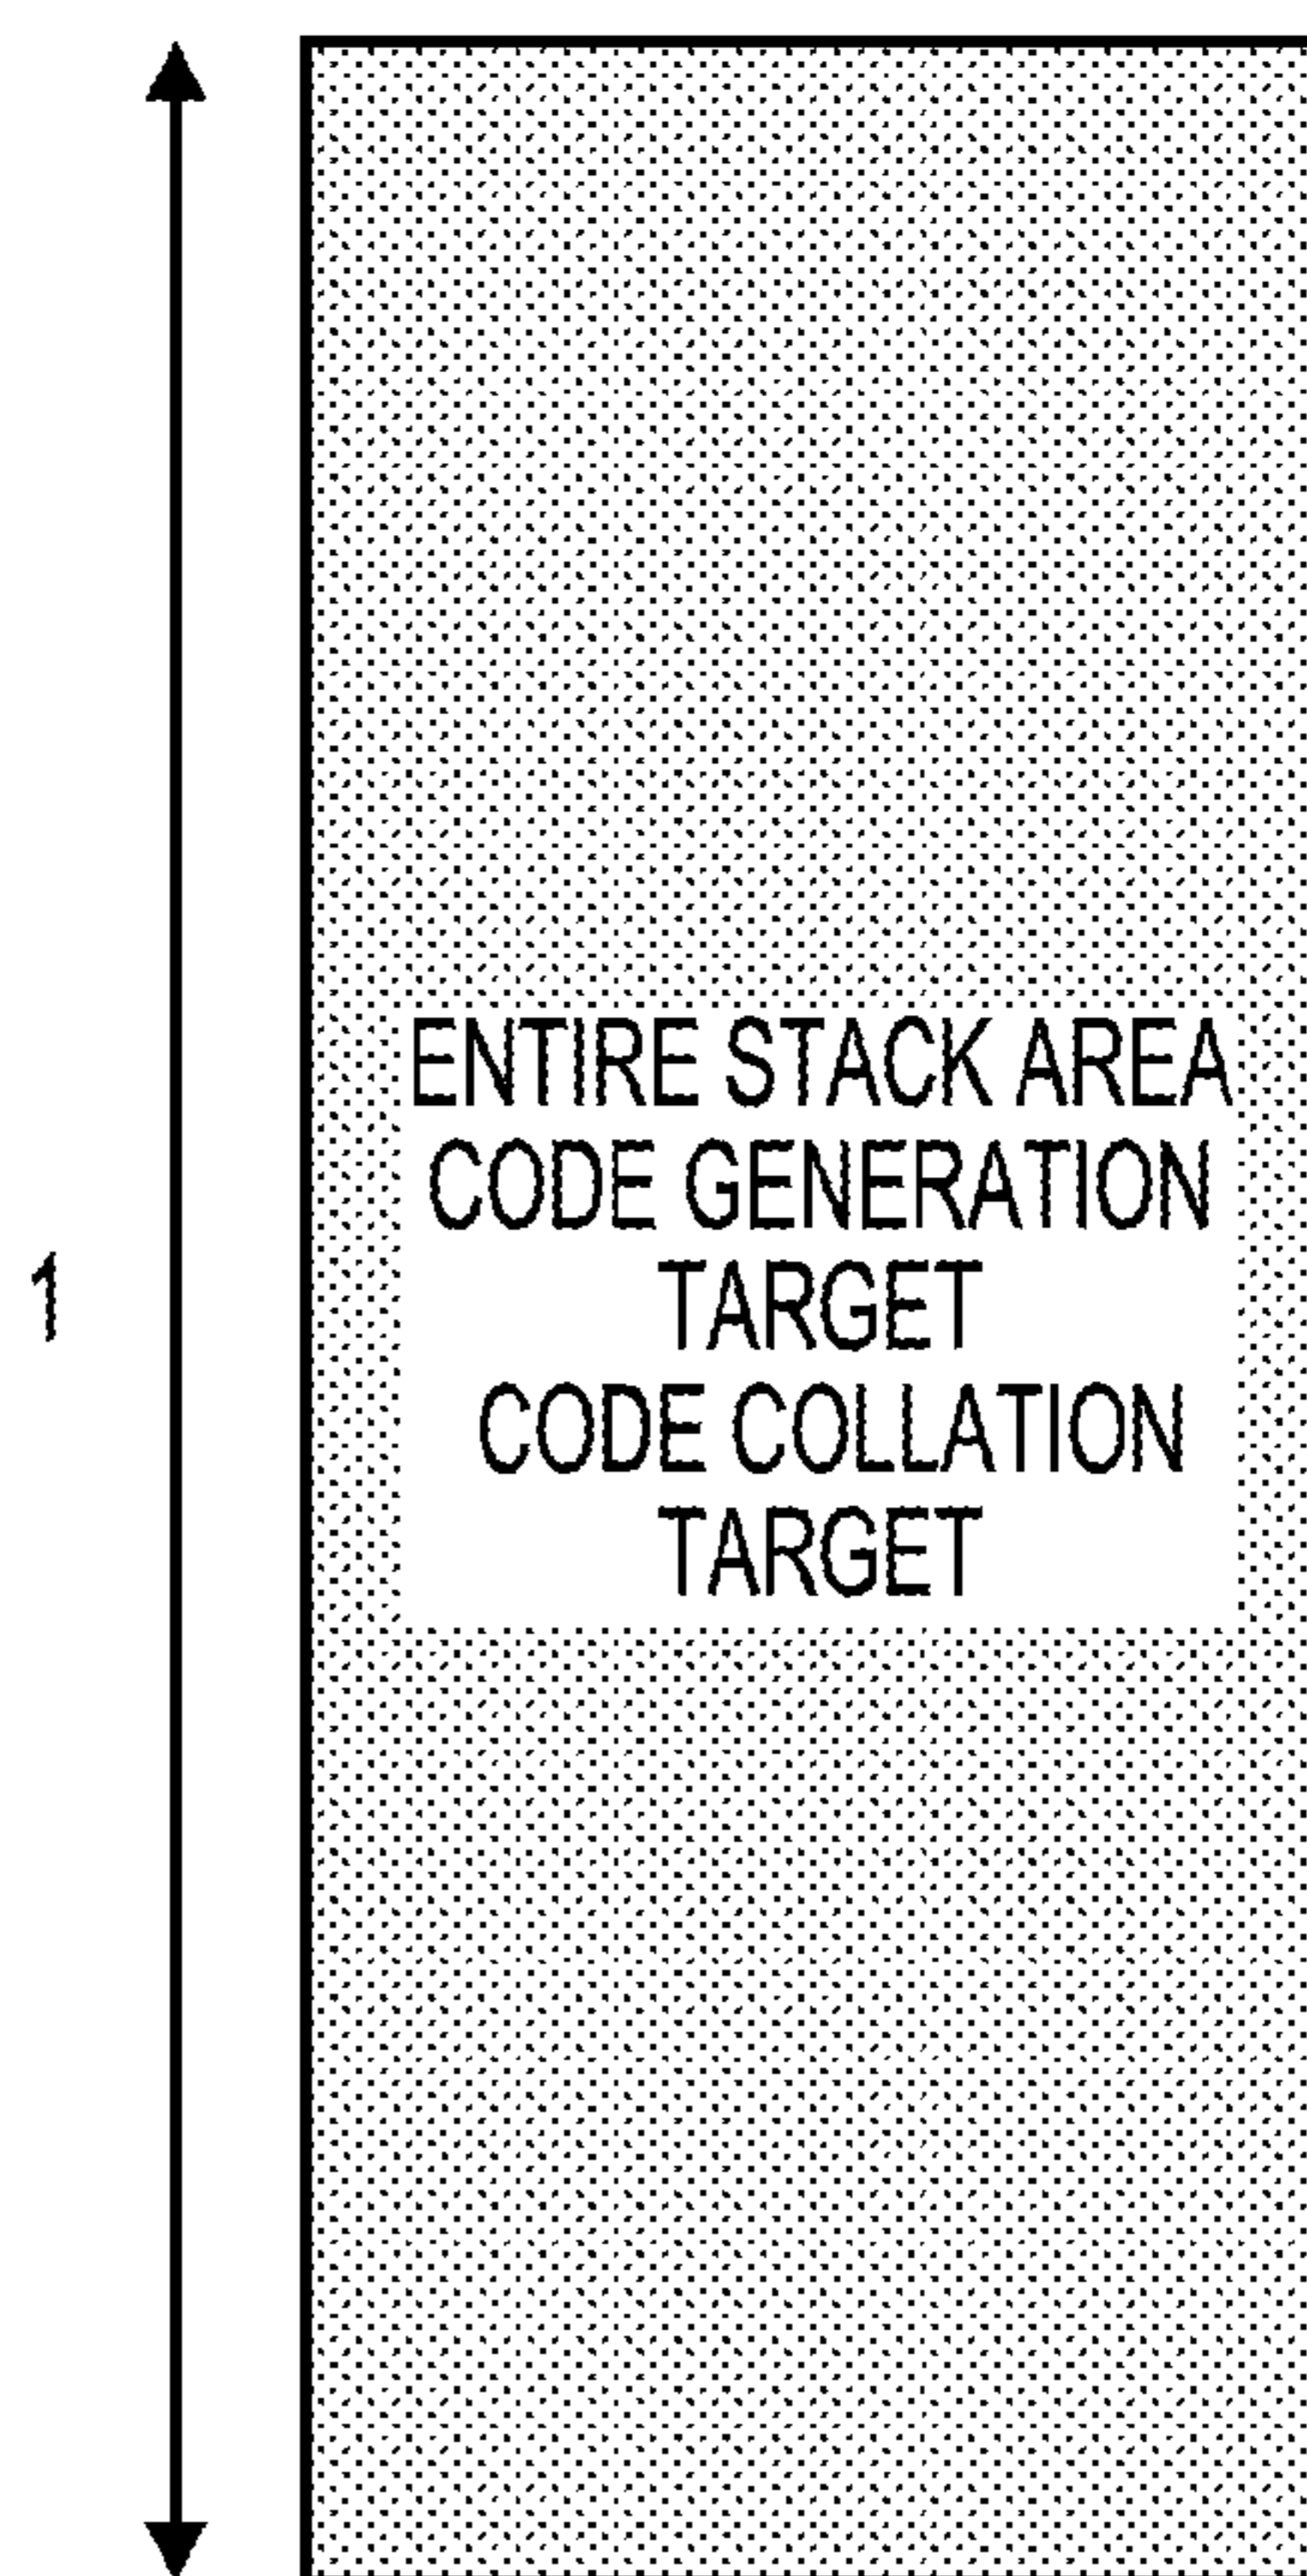 ENTIRE STACK AREA
CODE GENERATION
TARGET
CODE COLLATION
TARGET
1